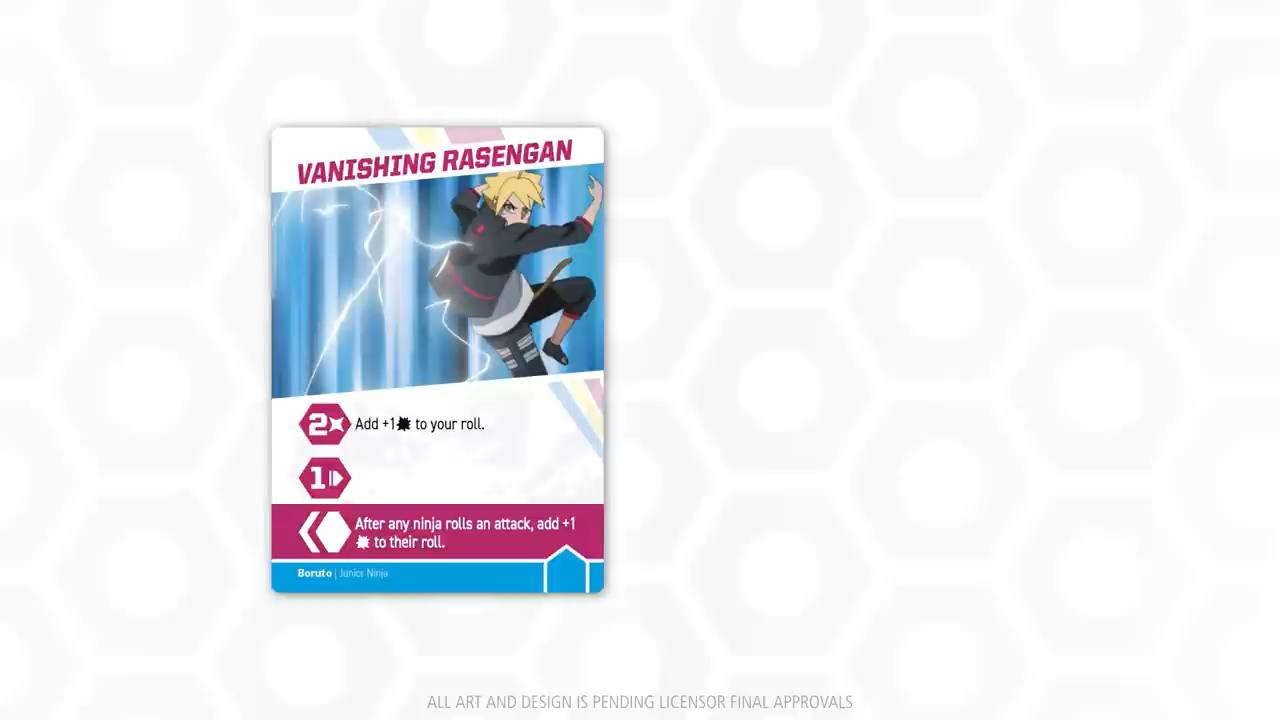 VANISHING RASENGAN
2 Add +1 to your roll.
1
After any ninja rolls an attack, add +1
to their roll.
Boruto | Junior Ninja
ALL ART AND DESIGN IS PENDING LICENSOR FINAL APPROVALS